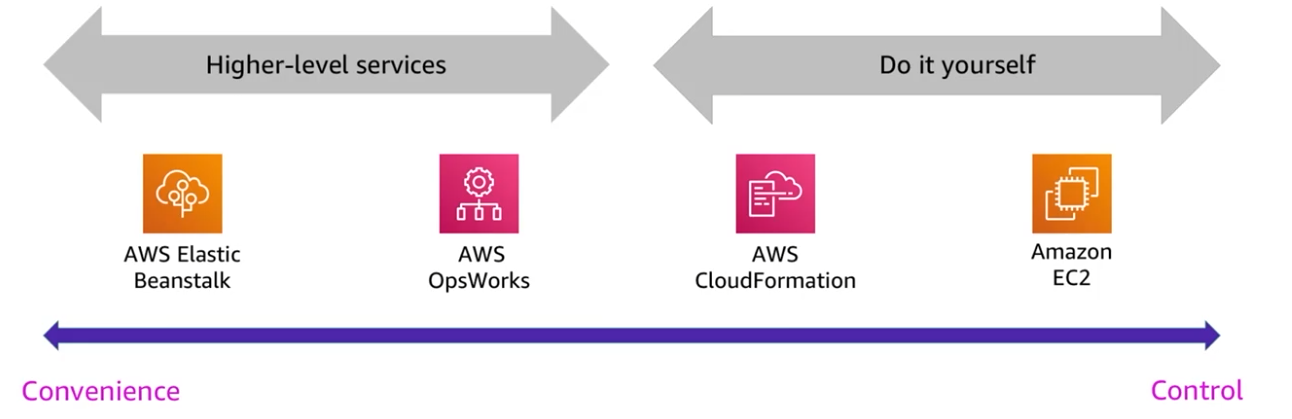 Higher-level services
Do it yourself
AWS Elastic
Beanstalk
AWS
OpsWorks
AWS
CloudFormation
Amazon
EC2
Convenience
Control